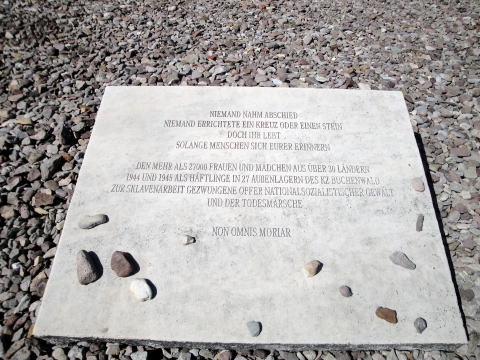 NIEMAND NAHM ABSCHIED
NIEMAND ERRICHTETE EIN KREUZ ODER EINEN STEIN
DOCH IHR LEBT
SOLANGE MENSCHEN SICH EURER ERINNERN
DEN MEHR ALS 27000 FRAUEN UND MÄDCHEN AUS ÜBER 30 LÄNDERN
1944 UND 1945 ALS HÄFTLINGE IN 27 AUẞENLAGERN DES KZ BUCHENWALD
ZUR SKLAVENARBEIT GEZWUNGENE OPFER NATIONALSOZIALISTISCHER GEWALT
UND DER TODESMÄRSCHE
NON OMNIS MORIAR